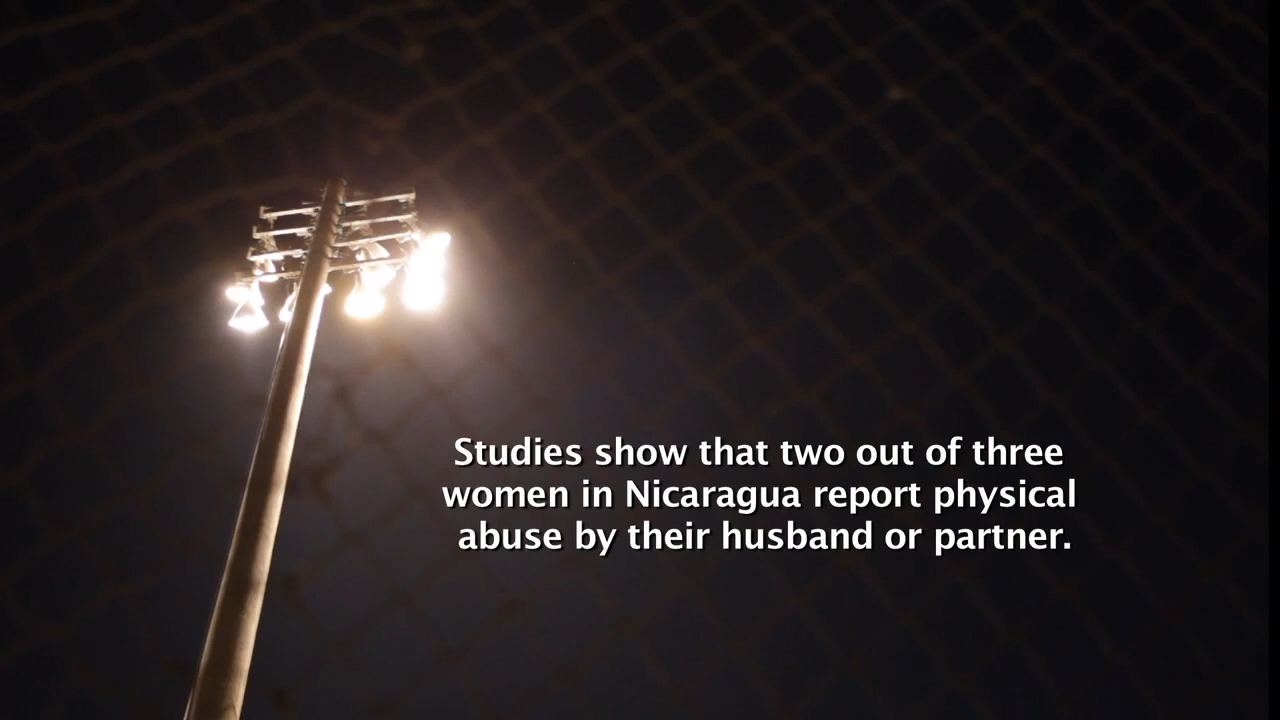 Studies show that two out of three
women in Nicaragua report physical
abuse by their husband or partner.